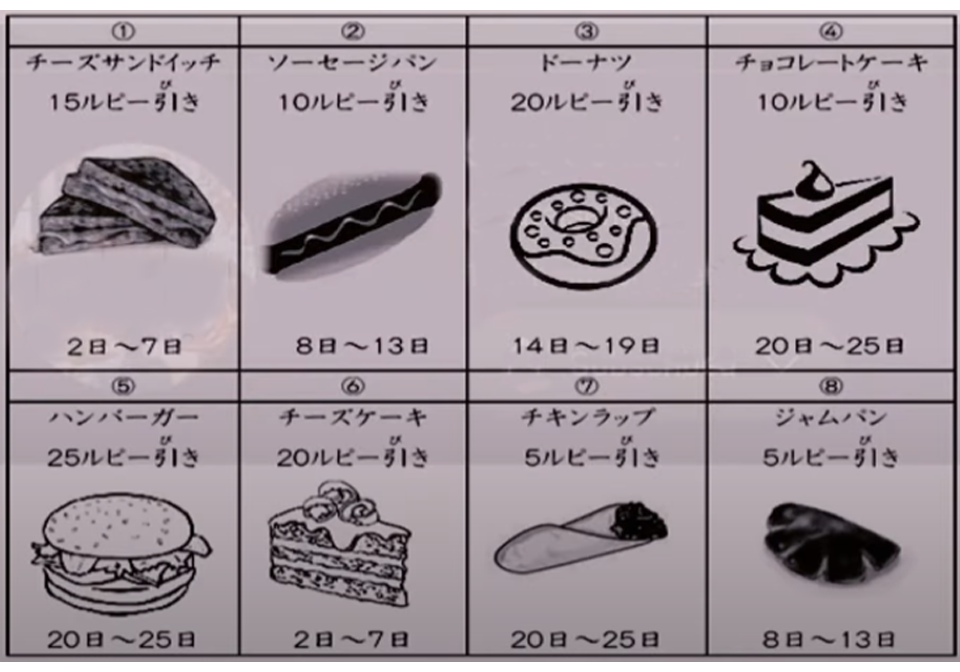 ①
チーズサンドイッチ
15ルピー引き
び
2日～7日
②
ソーセージパン
10ルピー引き
び
8日～13日
③
ドーナツ
20ルピー引き
び
14日～19日
④
チョコレートケーキ
10ルピー引き
び
20日～25日
⑤
ハンバーガー
25ルピー引き
び
20日～25日
⑥
チーズケーキ
20ルピー引き
び
2日～7日
⑦
チキンラップ
5ルピー引き
び
20日～25日
⑧
ジャムパン
5ルピー引き
び
8日～13日